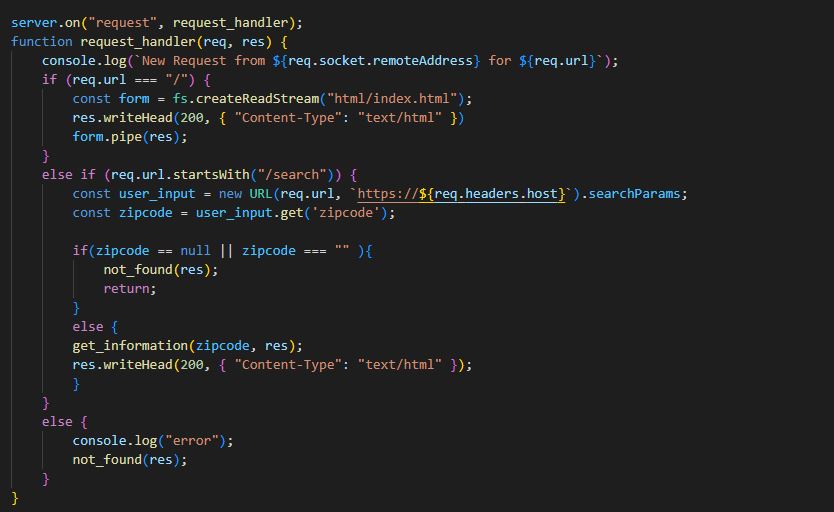 server.on("request", request_handler);
function request_handler(req, res) {
    console.log(`New Request from ${req.socket.remoteAddress} for ${req.url}`);
    if (req.url === "/") {
        const form = fs.createReadStream("html/index.html");
        res.writeHead(200, { "Content-Type": "text/html" })
        form.pipe(res);
    }
    else if (req.url.startsWith("/search")) {
        const user_input = new URL(req.url, `https://${req.headers.host}`).searchParams;
        const zipcode = user_input.get('zipcode');

        if(zipcode == null || zipcode === "" ){
            not_found(res);
            return;
        }
        else {
        get_information(zipcode, res);
        res.writeHead(200, { "Content-Type": "text/html" });
        }
    }
    else {
        console.log("error");
        not_found(res);
    }
}